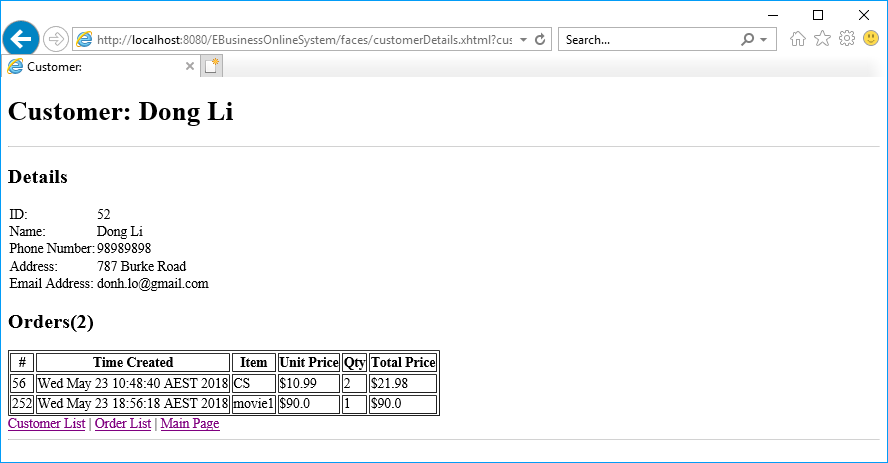 http://localhost:8080/EBusinessOnlineSystem/faces/customerDetails.xhtml?cus
Search...
Customer:
Customer: Dong Li
Details
ID: 52
Name: Dong Li
Phone Number: 98989898
Address: 787 Burke Road
Email Address: donh.lo@gmail.com
Orders(2)
# Time Created Item Unit Price Qty Total Price
56 Wed May 23 10:48:40 AEST 2018 CS $10.99 2 $21.98
252 Wed May 23 18:56:18 AEST 2018 movie1 $90.0 1 $90.0
Customer List | Order List | Main Page